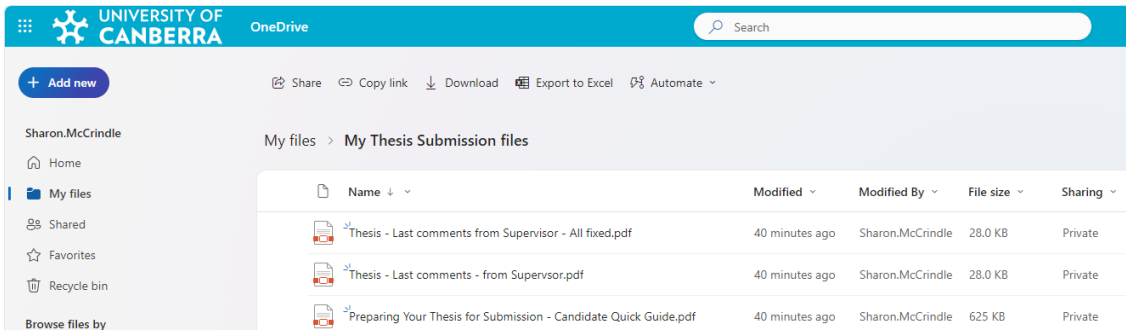 UNIVERSITY OF
CANBERRA
OneDrive
Search
Add new
Share
Copy link
Download
Export to Excel
Automate
Sharon.McCrindle
Home
My files
Shared
Favorites
Recycle bin
Browse files by
My files > My Thesis Submission files
Name Modified Modified By File size Sharing
Thesis - Last comments from Supervisor - All fixed.pdf 40 minutes ago Sharon.McCrindle 28.0 KB Private
Thesis - Last comments - from Supervsor.pdf 40 minutes ago Sharon.McCrindle 28.0 KB Private
Preparing Your Thesis for Submission - Candidate Quick Guide.pdf 40 minutes ago Sharon.McCrindle 625 KB Private